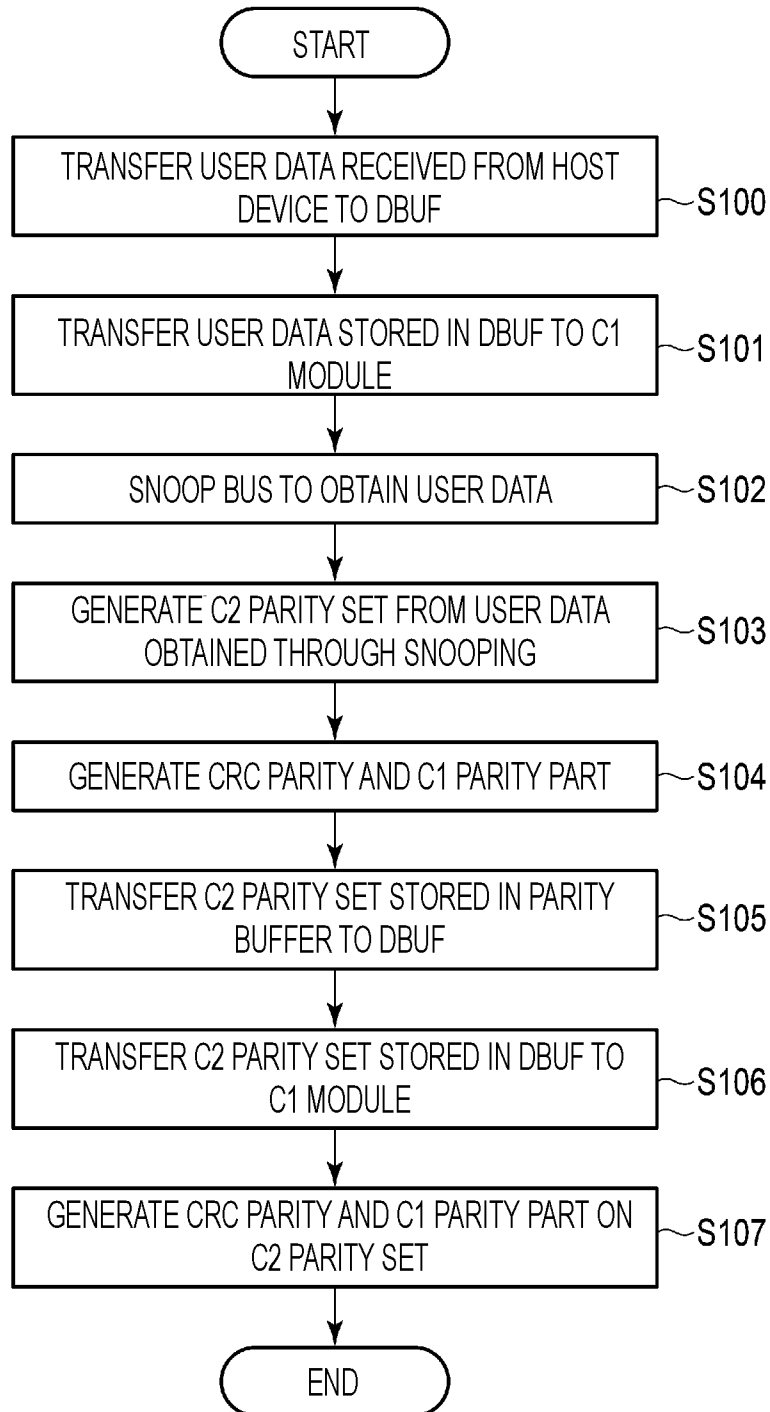 START
TRANSFER USER DATA RECEIVED FROM HOST
DEVICE TO DBUF
S100
TRANSFER USER DATA STORED IN DBUF TO C1
MODULE
S101
SNOOP BUS TO OBTAIN USER DATA
S102
GENERATE C2 PARITY SET FROM USER DATA
OBTAINED THROUGH SNOOPING
S103
GENERATE CRC PARITY AND C1 PARITY PART
S104
TRANSFER C2 PARITY SET STORED IN PARITY
BUFFER TO DBUF
S105
TRANSFER C2 PARITY SET STORED IN DBUF TO
C1 MODULE
S106
GENERATE CRC PARITY AND C1 PARITY PART ON
C2 PARITY SET
S107
END